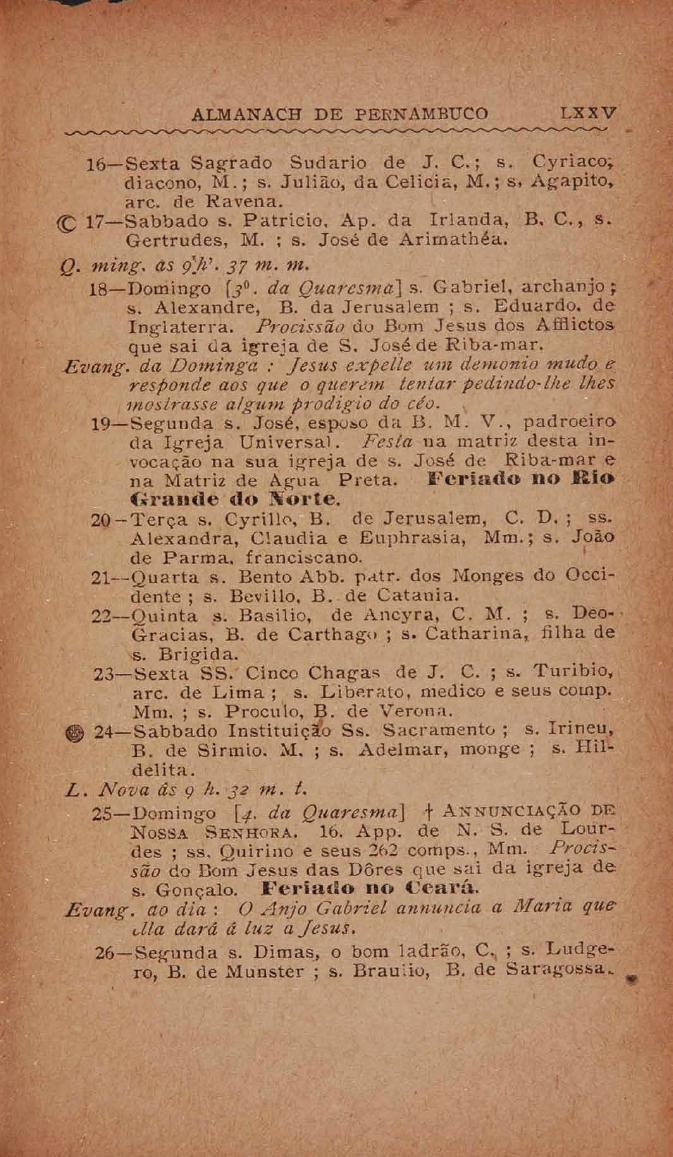 ALMANACH DE PERNAMBUCO LXXV
16—Sexta Sagrado Sudario de J. C.; s. Cyriaco;
diacono, M.; s. Julião, da Celicia, M.; s, Agapito,
arc. de Ravena.
17—Sabbado s. Patricio, Ap. da Irlanda, B. C., s.
Gertrudes, M. ; s. José de Arimathéa.
Q. ming. as 9 h'. 37 m. m.
18—Domingo [3º. da Quaresma] s. Gabriel, archanjo;
s. Alexandre, B. da Jerusalem ; s. Eduardo. de
Inglaterra. Procissão do Bom Jesus dos Afflictos
que sai da igreja de S. José de Riba-mar.
Evang. da Dominga : Jesus expelle um demonio mudo e
responde aos que o querem tentar pedindo-lhe lhes
mostrasse algum prodigio do céo.
19—Segunda s. José, esposo da B. M. V., padroeiro
da Igreja Universal. Festa na matriz desta in-
vocação na sua igreja de s. José de Riba-mar e
na Matriz de Agua Preta. Feriado no Rio
Grande do Norte.
20—Terça s. Cyrillo, B. de Jerusalem, C. D. ; ss.
Alexandra, Claudia e Euphrasia, Mm.; s. João
de Parma, franciscano.
21—Quarta s. Bento Abb. patr. dos Monges do Occi-
dente ; s. Bevillo, B. de Catania.
22—Quinta s. Basilio, de Ancyra, C. M. ; s. Deo-
Gracias, B. de Carthago ; s. Catharina, filha de
s. Brigida.
23—Sexta SS. Cinco Chagas de J. C. ; s. Turibio,
arc. de Lima ; s. Liberato, medico e seus comp.
Mm. ; s. Proculo, B. de Verona.
24—Sabbado Instituição Ss. Sacramento ; s. Irineu,
B. de Sirmio. M. ; s. Adelmar, monge ; s. Hil-
delita.
L. Nova ás 9 h. 32 m. t.
25—Domingo [4. da Quaresma] † ANNUNCIAÇÃO DE
NOSSA SENHORA. 16. App. de N. S. de Lour-
des ; ss. Quirino e seus 262 comps., Mm. Procis-
são do Bom Jesus das Dôres que sai da igreja de
s. Gonçalo. Feriado no Ceará.
Evang. ao dia : O Anjo Gabriel annuncia a Maria que
ella dará á luz a Jesus.
26—Segunda s. Dimas, o bom ladrão, C. ; s. Ludge-
ro, B. de Munster ; s. Braulio, B. de Saragossa.